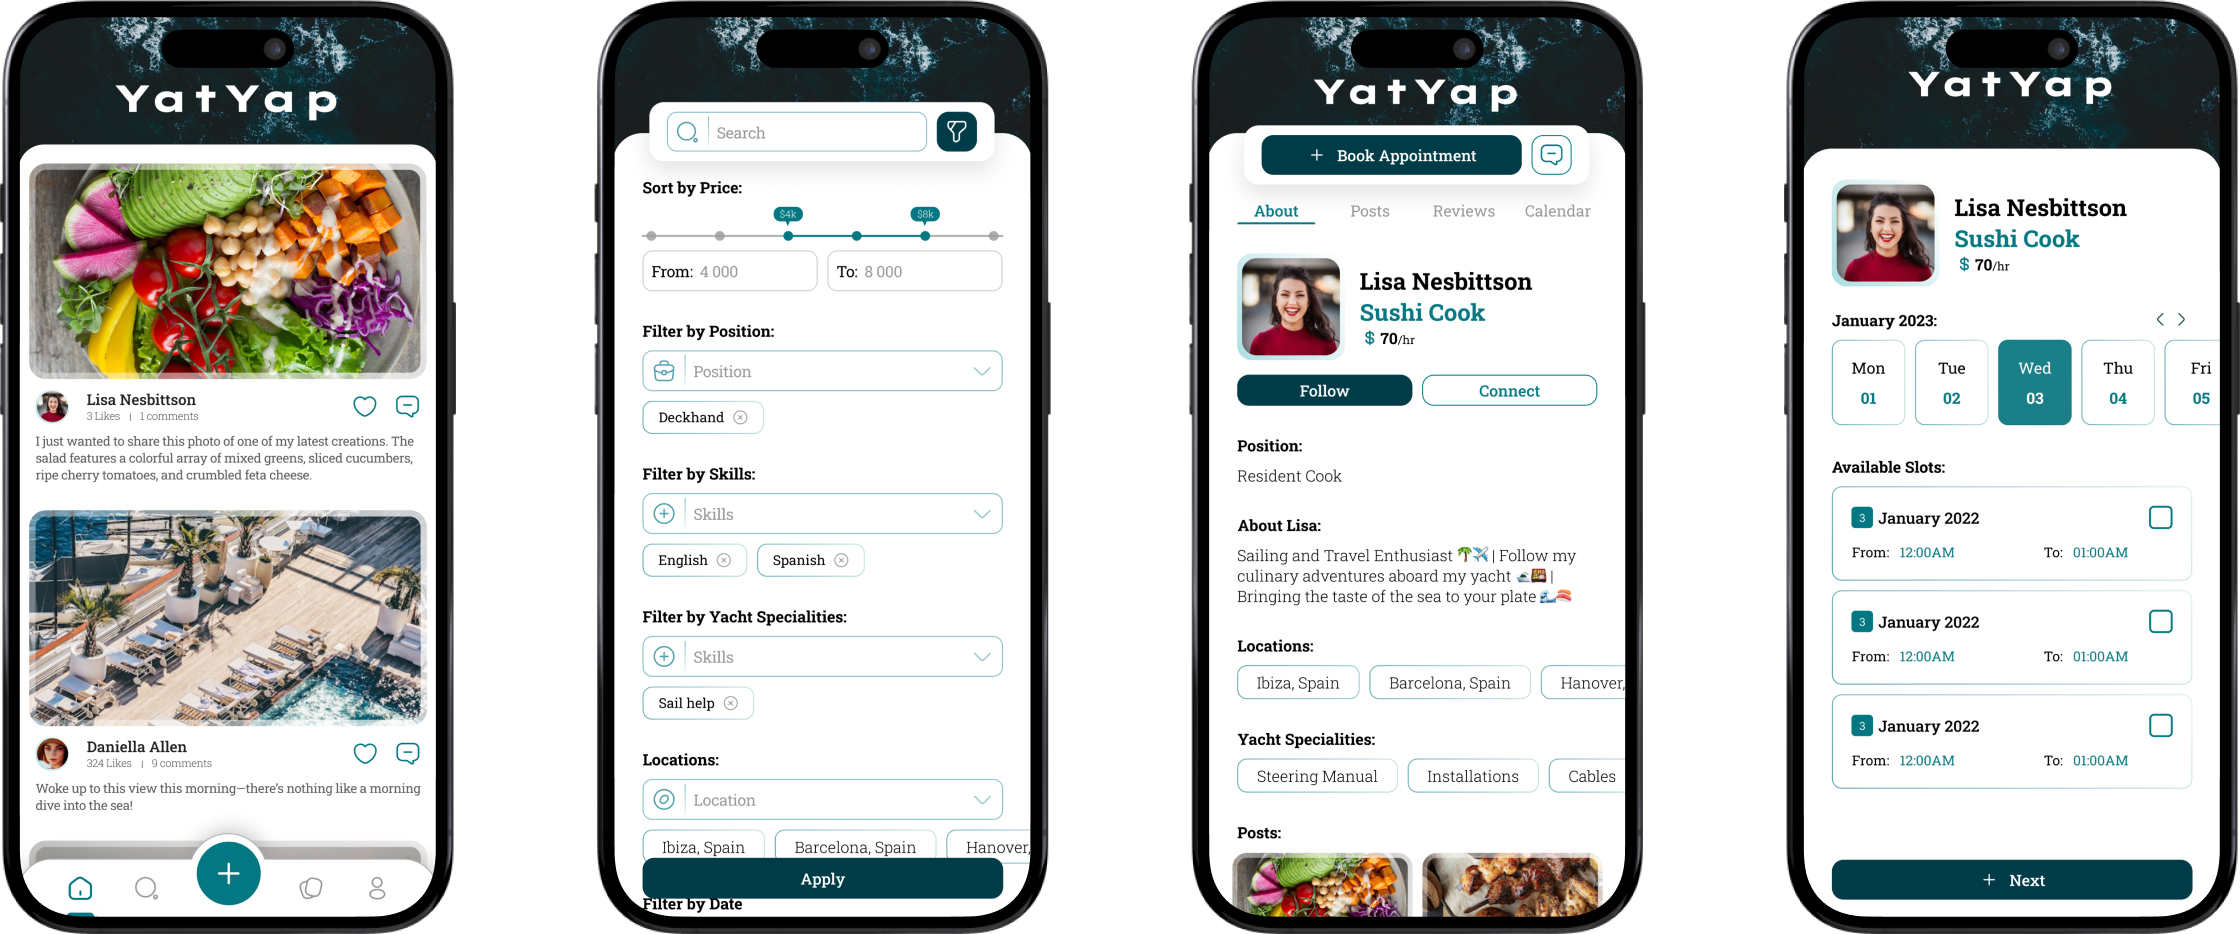 YatYap
Lisa Nesbittson
3 Likes | 1 comments
I just wanted to share this photo of one of my latest creations. The
salad features a colorful array of mixed greens, sliced cucumbers,
ripe cherry tomatoes, and crumbled feta cheese.
Daniella Allen
324 Likes | 9 comments
Woke up to this view this morning—there's nothing like a morning
dive into the sea!
Search
Sort by Price:
$4k $8k
From: 4 000 To: 8 000
Filter by Position:
Position
Deckhand
Filter by Skills:
Skills
English Spanish
Filter by Yacht Specialities:
Skills
Sail help
Locations:
Location
Ibiza, Spain Barcelona, Spain Hanover,
Apply
Filter by Date
YatYap
+ Book Appointment
About Posts Reviews Calendar
Lisa Nesbittson
Sushi Cook
$ 70/hr
Follow Connect
Position:
Resident Cook
About Lisa:
Sailing and Travel Enthusiast 🌴✈️ | Follow my
culinary adventures aboard my yacht 🛥️🍱 |
Bringing the taste of the sea to your plate 🌊🍣
Locations:
Ibiza, Spain Barcelona, Spain Hanover,
Yacht Specialities:
Steering Manual Installations Cables
Posts:
YatYap
Lisa Nesbittson
Sushi Cook
$ 70/hr
January 2023:
Mon Tue Wed Thu Fri
01 02 03 04 05
Available Slots:
3 January 2022
From: 12:00AM To: 01:00AM
3 January 2022
From: 12:00AM To: 01:00AM
3 January 2022
From: 12:00AM To: 01:00AM
+ Next